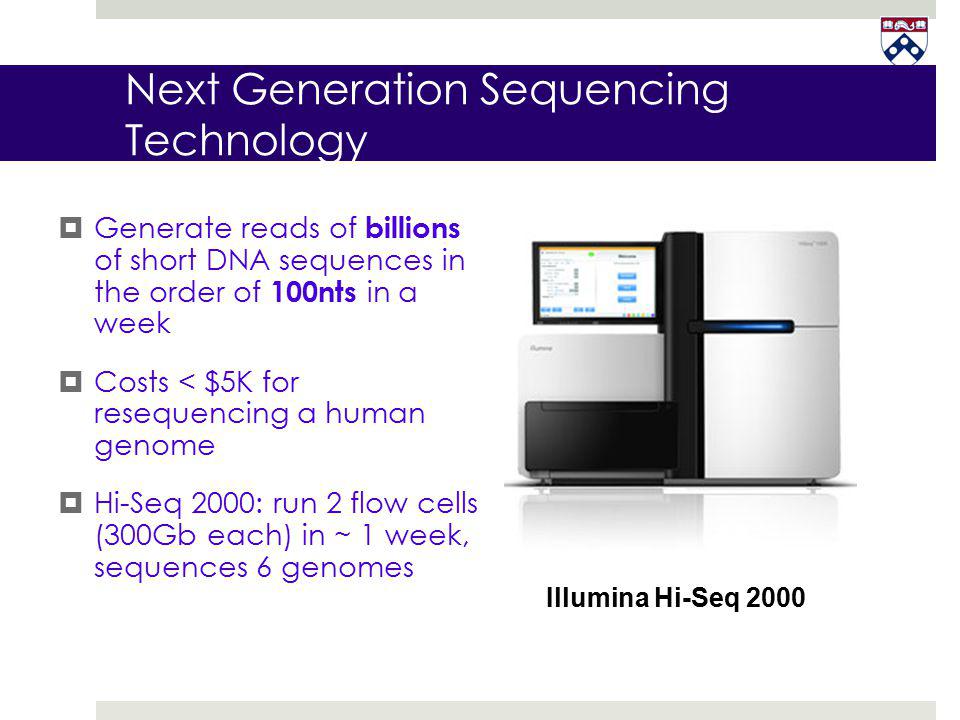 Next Generation Sequencing
Technology
Generate reads of billions
of short DNA sequences in
the order of 100nts in a
week
Costs < $5K for
resequencing a human
genome
Hi-Seq 2000: run 2 flow cells
(300Gb each) in ~ 1 week,
sequences 6 genomes
Welcome
illumina
Illumina Hi-Seq 2000